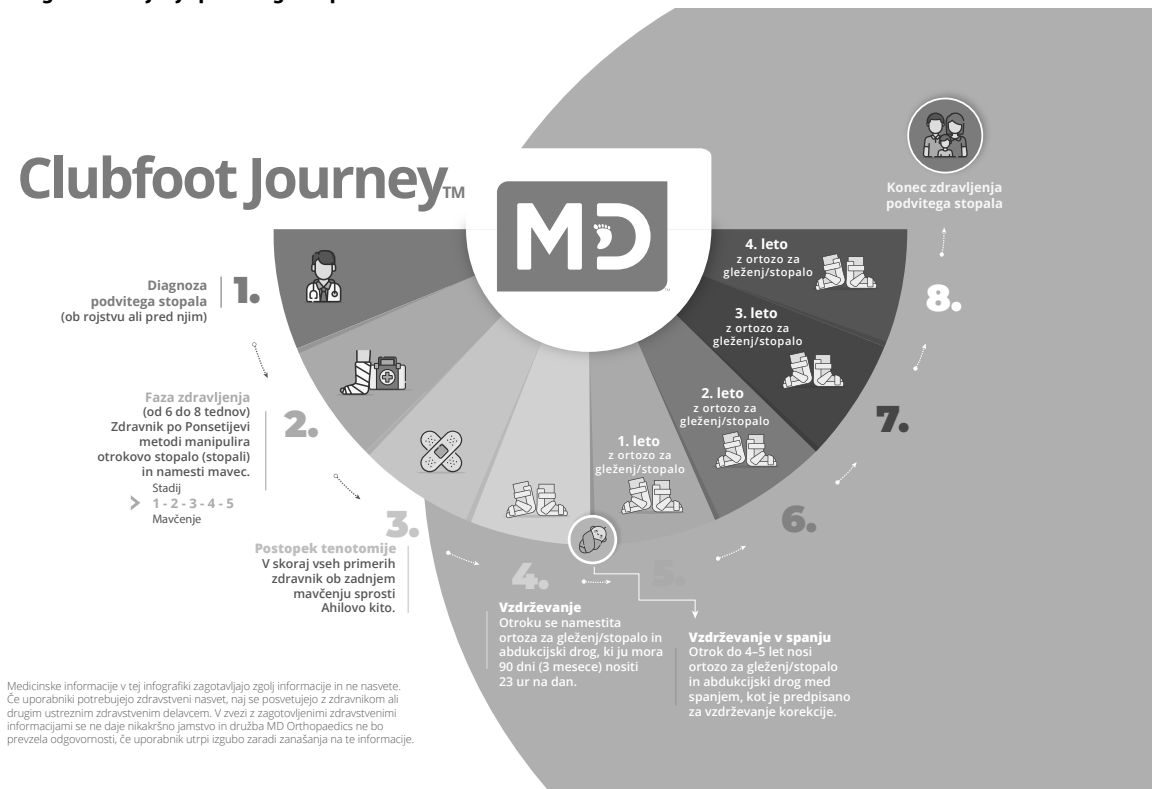 Clubfoot Journey™
MD
™
1.
Diagnoza
podvitega stopala
(ob rojstvu ali pred njim)
2.
Faza zdravljenja
(od 6 do 8 tednov)
Zdravnik po Ponsetijevi
metodi manipulira
otrokovo stopalo (stopali)
in namesti mavec.
Stadij
1 - 2 - 3 - 4 - 5
Mavčenje
3.
Postopek tenotomije
V skoraj vseh primerih
zdravnik ob zadnjem
mavčenju sprosti
Ahilovo kito.
4.
Vzdrževanje
Otroku se namestita
ortoza za gleženj/stopalo in
abdukcijski drog, ki ju mora
90 dni (3 mesece) nositi
23 ur na dan.
5.
Vzdrževanje v spanju
Otrok do 4–5 let nosi
ortozo za gleženj/stopalo
in abdukcijski drog med
spanjem, kot je predpisano
za vzdrževanje korekcije.
1. leto
z ortozo za
gleženj/stopalo
6.
2. leto
z ortozo za
gleženj/stopalo
7.
3. leto
z ortozo za
gleženj/stopalo
8.
4. leto
z ortozo za
gleženj/stopalo
Konec zdravljenja
podvitega stopala
Medicinske informacije v tej infografiki zagotavljajo zgolj informacije in ne nasvete.
Če uporabniki potrebujejo zdravstveni nasvet, naj se posvetujejo z zdravnikom ali
drugim ustreznim zdravstvenim delavcem. V zvezi z zagotovljenimi zdravstvenimi
informacijami se ne daje nikakršno jamstvo in družba MD Orthopaedics ne bo
prevzela odgovornosti, če uporabnik utrpi izgubo zaradi zanašanja na te informacije.